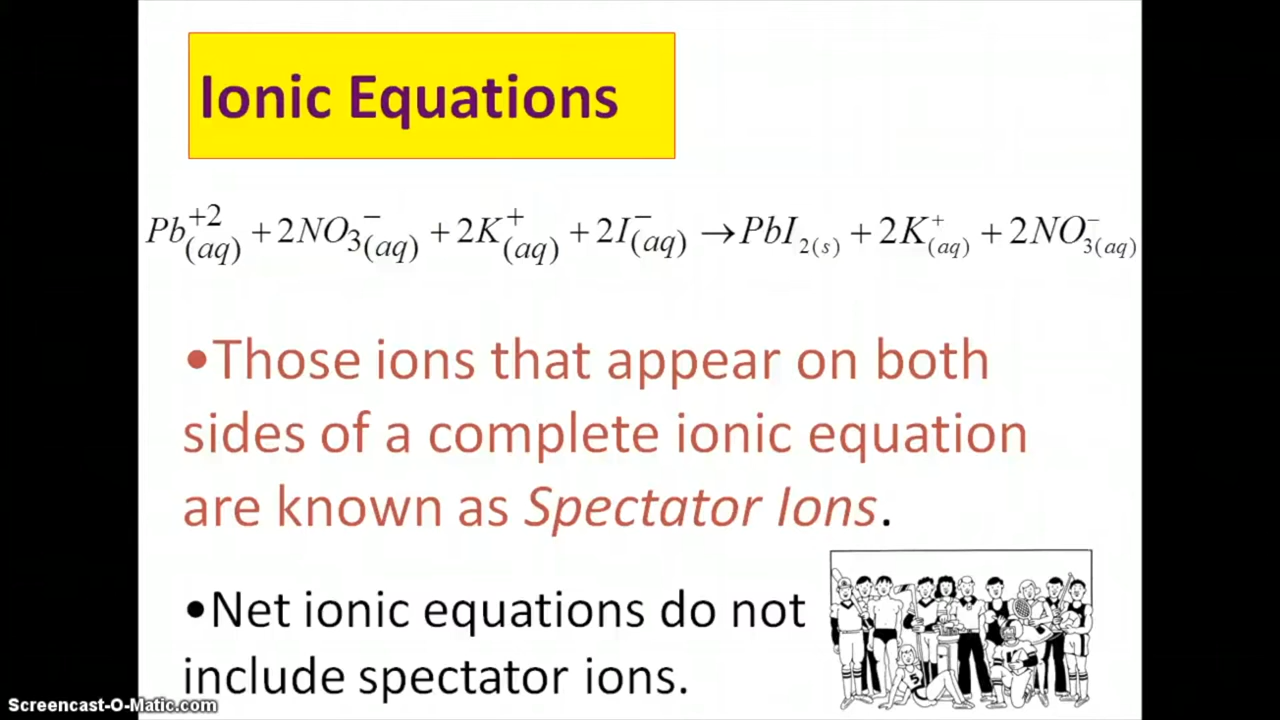 Ionic Equations
Pb⁺²(aq) + 2NO₃⁻(aq) + 2K⁺(aq) + 2I⁻(aq) → PbI₂(s) + 2K⁺(aq) + 2NO₃⁻(aq)
•Those ions that appear on both
sides of a complete ionic equation
are known as Spectator Ions.
•Net ionic equations do not
include spectator ions.
Screencast-O-Matic.com